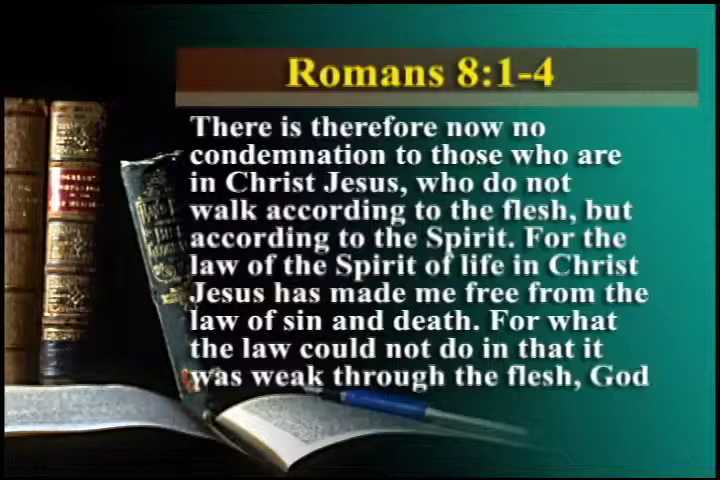 Romans 8:1-4
There is therefore now no
condemnation to those who are
in Christ Jesus, who do not
walk according to the flesh, but
according to the Spirit. For the
law of the Spirit of life in Christ
Jesus has made me free from the
law of sin and death. For what
the law could not do in that it
was weak through the flesh, God